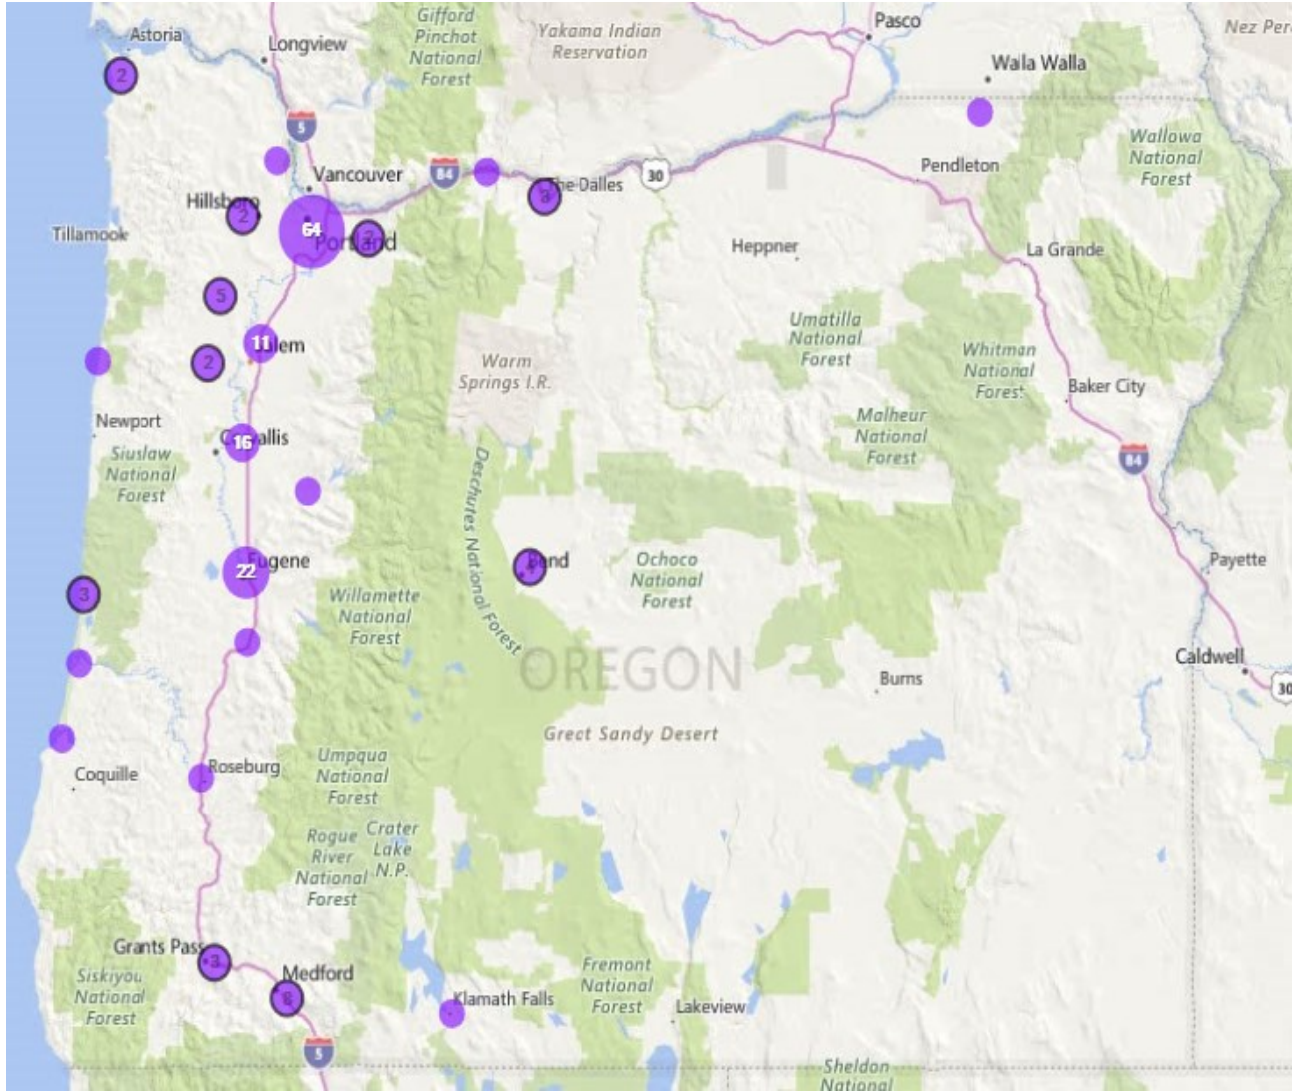 Gifford
Pinchot
National
Forest
Yakama Indian
Reservation
Pasco
Nez Per
Astoria
Longview
Walla Walla
2
5
Wallowa
National
Forest
Vancouver
84
30
Pendleton
The Dalles
Hillsboro
2
64
Portland
Tillamook
Heppner
La Grande
5
Umatilla
National
Forest
11
Salem
2
Warm
Springs I.R.
Whitman
National
Forest
Baker City
Newport
16
Corvallis
Malheur
National
Forest
Siuslaw
National
Forest
84
Deschutes National Forest
Eugene
22
Bend
Ochoco
National
Forest
Payette
3
Willamette
National
Forest
OREGON
Caldwell
30
Burns
Great Sandy Desert
Roseburg
Coquille
Umpqua
National
Forest
Rogue
River
National
Forest
Crater
Lake
N.P.
Grants Pass
3
Medford
Siskiyou
National
Forest
Klamath Falls
Fremont
National
Forest
Lakeview
5
Sheldon
National